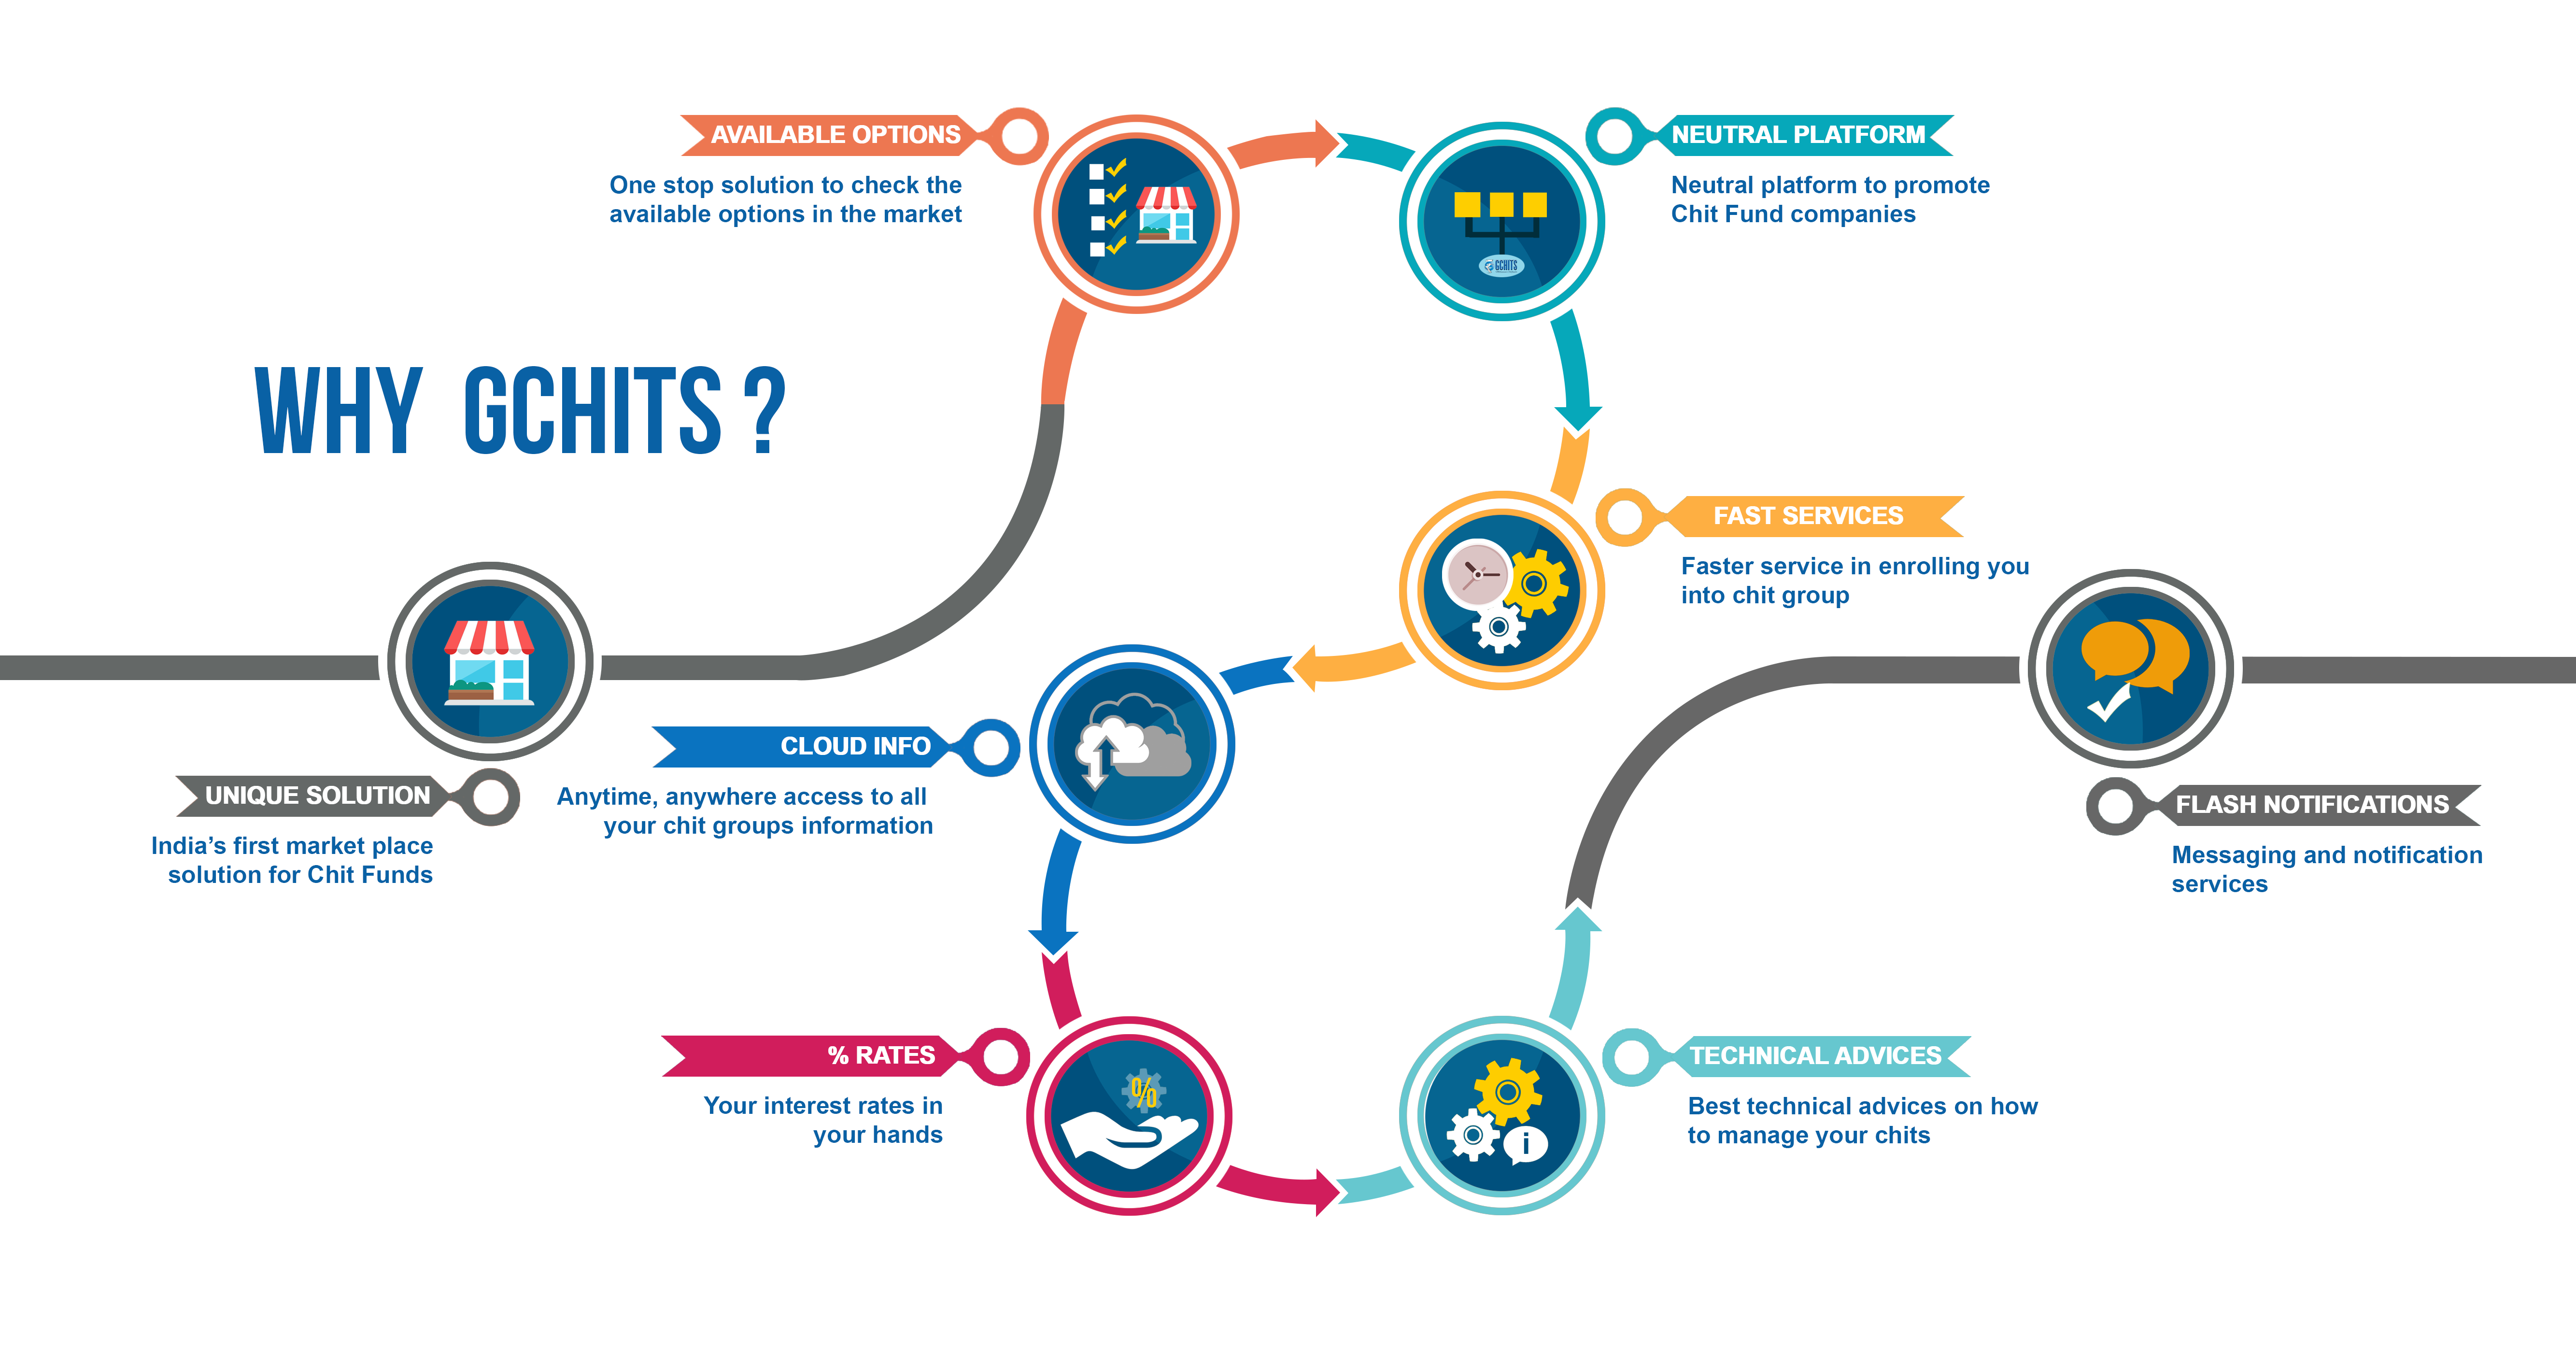 WHY GCHITS ?
UNIQUE SOLUTION
India’s first market place
solution for Chit Funds
AVAILABLE OPTIONS
One stop solution to check the
available options in the market
NEUTRAL PLATFORM
Neutral platform to promote
Chit Fund companies
GCHITS
FAST SERVICES
Faster service in enrolling you
into chit group
CLOUD INFO
Anytime, anywhere access to all
your chit groups information
% RATES
Your interest rates in
your hands
%
TECHNICAL ADVICES
Best technical advices on how
to manage your chits
i
FLASH NOTIFICATIONS
Messaging and notification
services